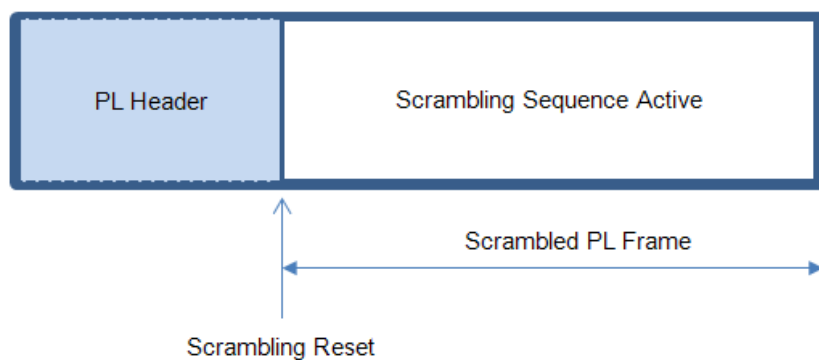 PL Header
Scrambling Sequence Active
Scrambled PL Frame
Scrambling Reset